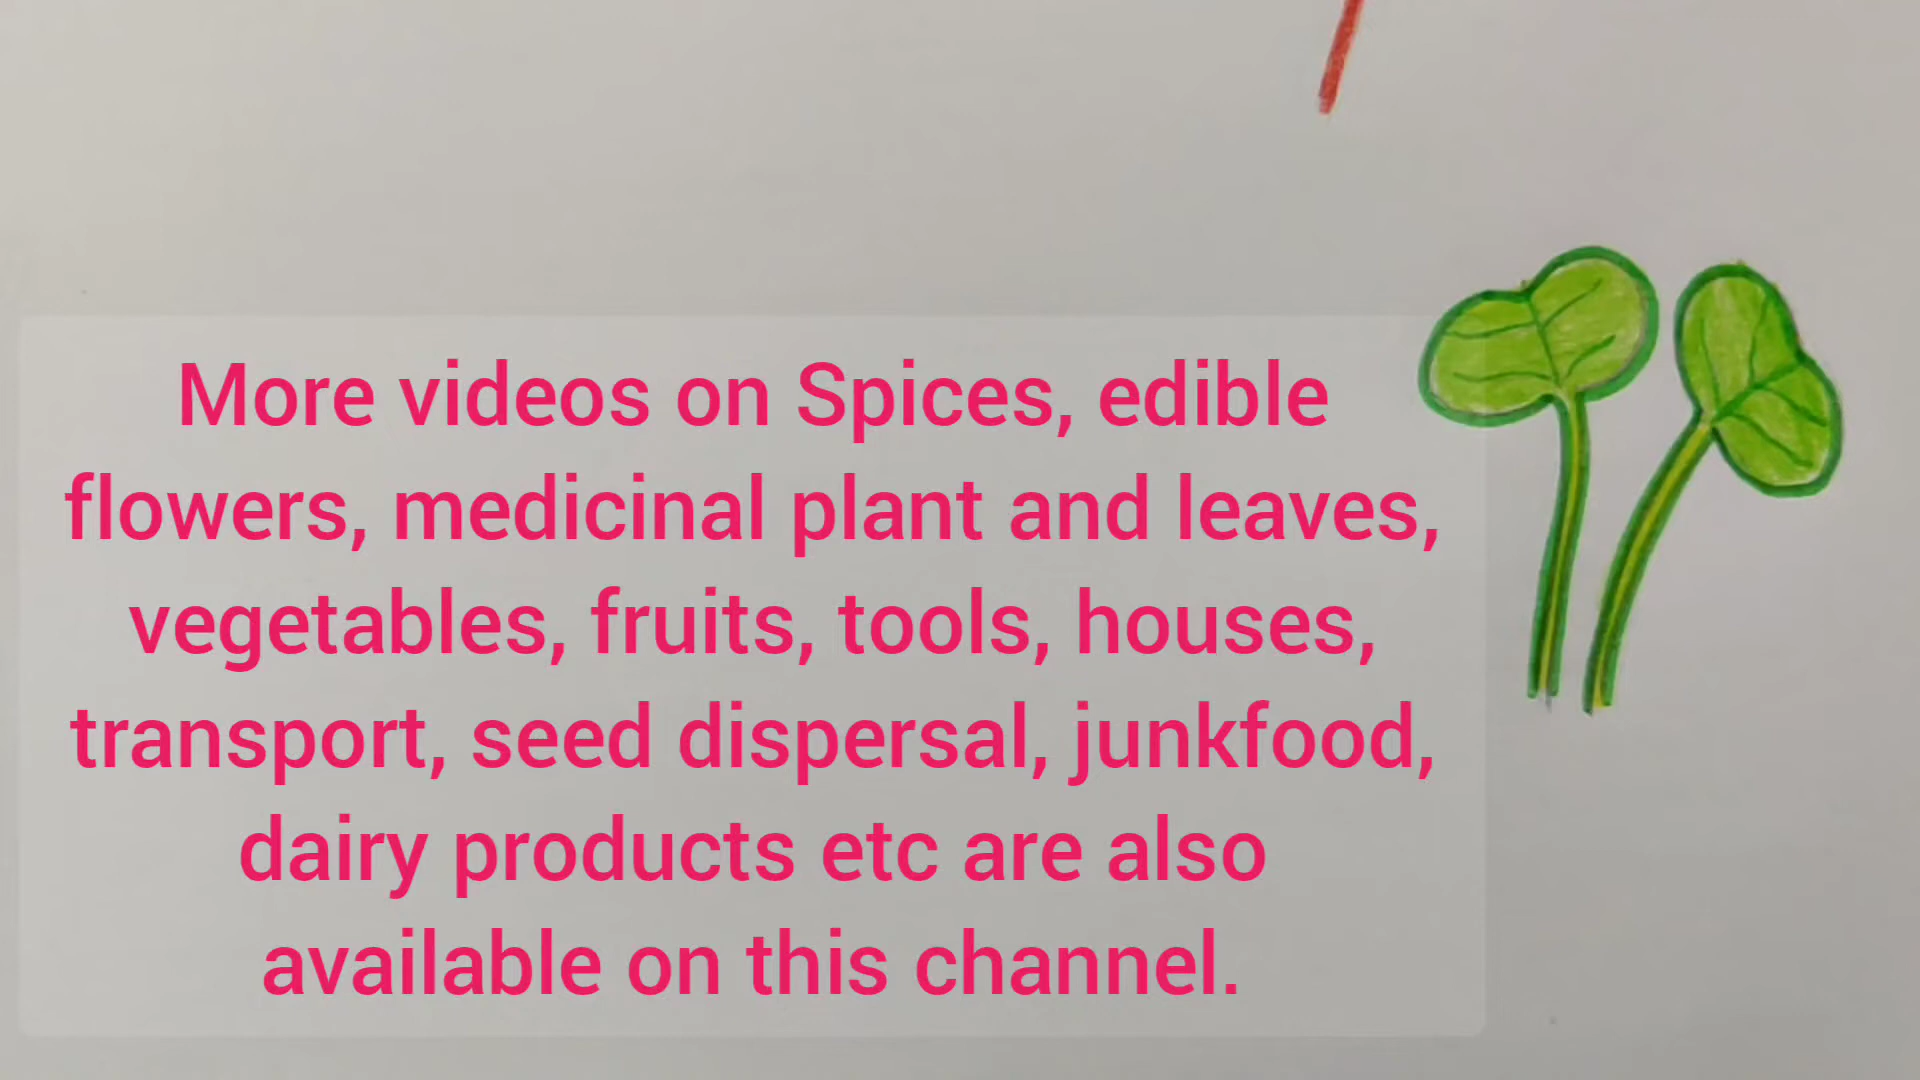 More videos on Spices, edible
flowers, medicinal plant and leaves,
vegetables, fruits, tools, houses,
transport, seed dispersal, junkfood,
dairy products etc are also
available on this channel.